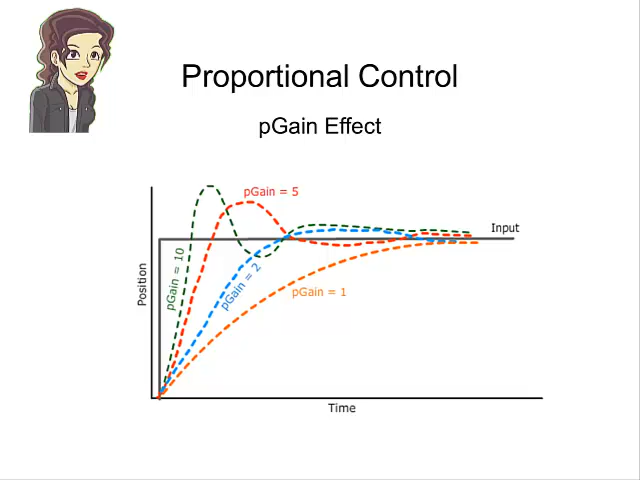 Proportional Control
pGain Effect
pGain = 5
Input
pGain = 10
pGain = 2
pGain = 1
Position
Time